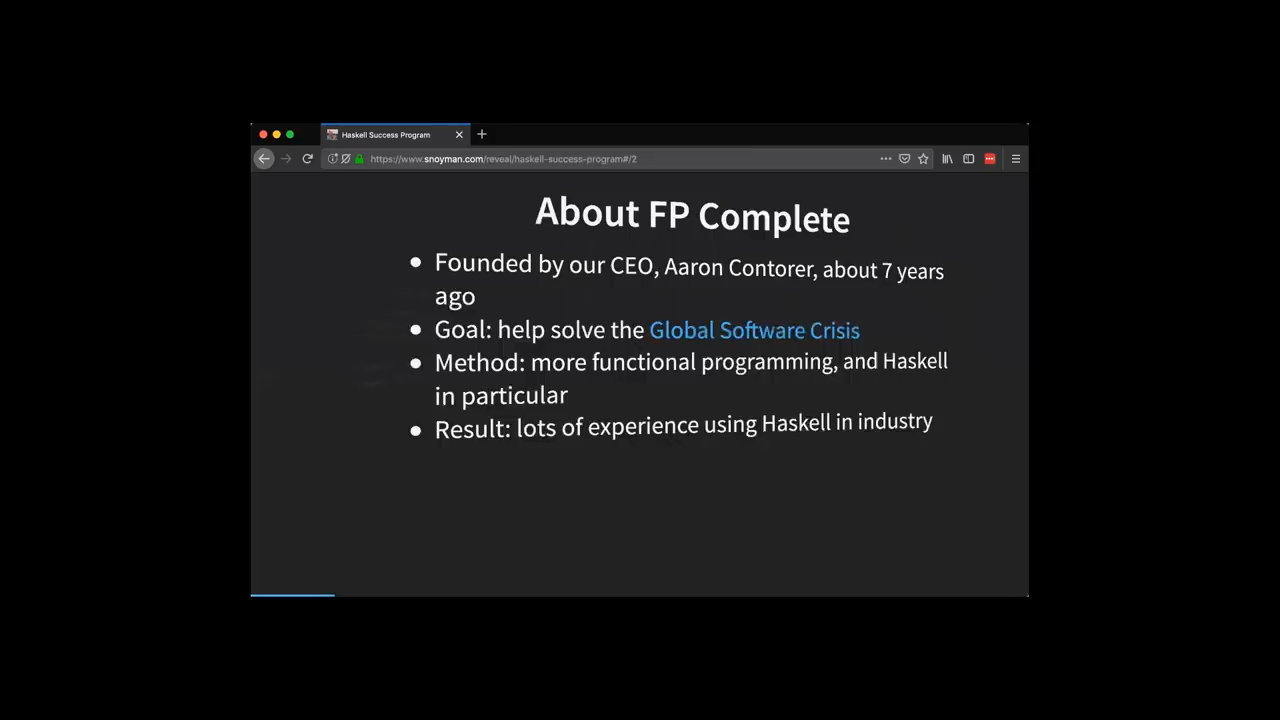 Haskell Success Program
https://www.snoyman.com/reveal/haskell-success-program#/2
About FP Complete
Founded by our CEO, Aaron Contorer, about 7 years
ago
Goal: help solve the Global Software Crisis
Method: more functional programming, and Haskell
in particular
Result: lots of experience using Haskell in industry